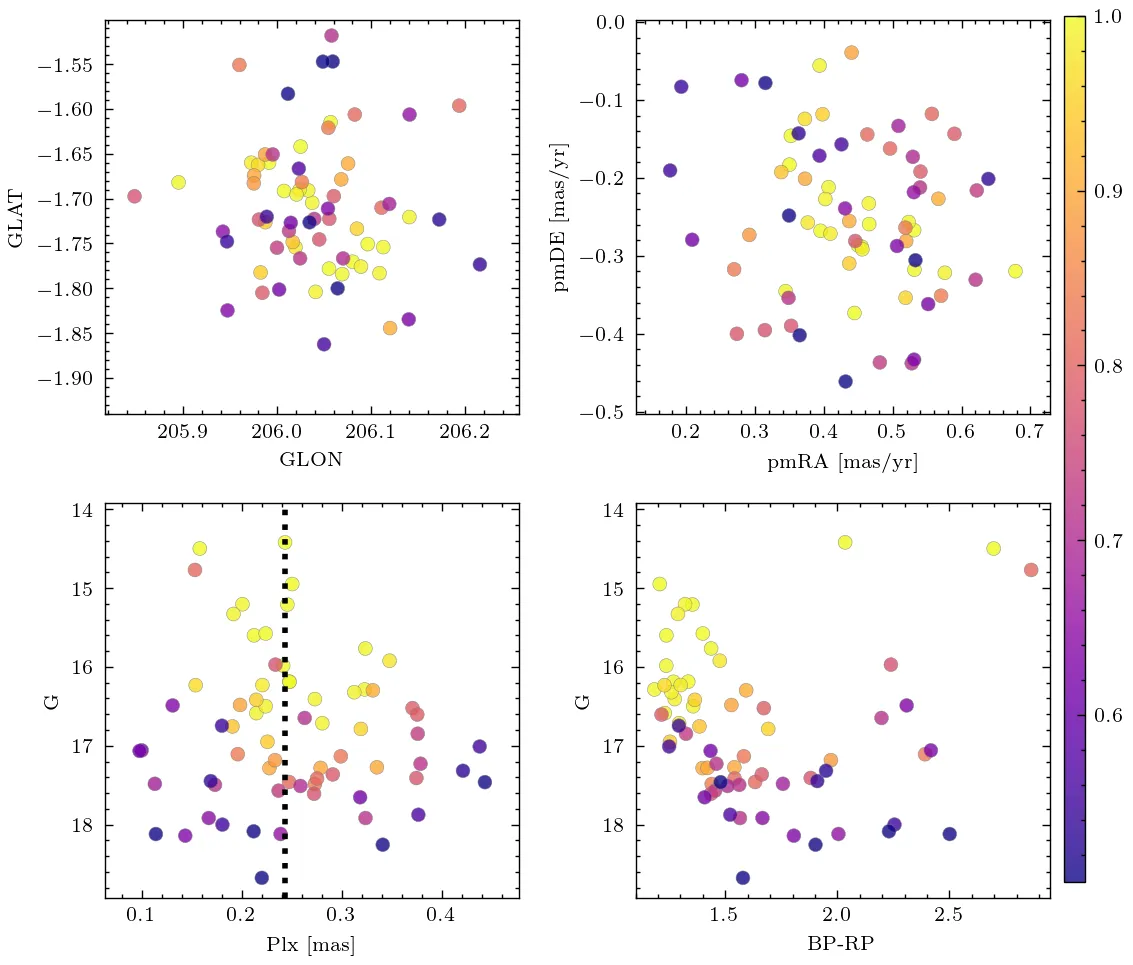 −1.55
−1.60
−1.65
−1.70
−1.75
−1.80
−1.85
−1.90
GLAT
205.9 206.0 206.1 206.2
GLON
0.0
−0.1
−0.2
−0.3
−0.4
−0.5
pmDE [mas/yr]
0.2 0.3 0.4 0.5 0.6 0.7
pmRA [mas/yr]
1.0
0.9
0.8
0.7
0.6
14
15
16
17
18
G
0.1 0.2 0.3 0.4
Plx [mas]
14
15
16
17
18
G
1.5 2.0 2.5
BP-RP